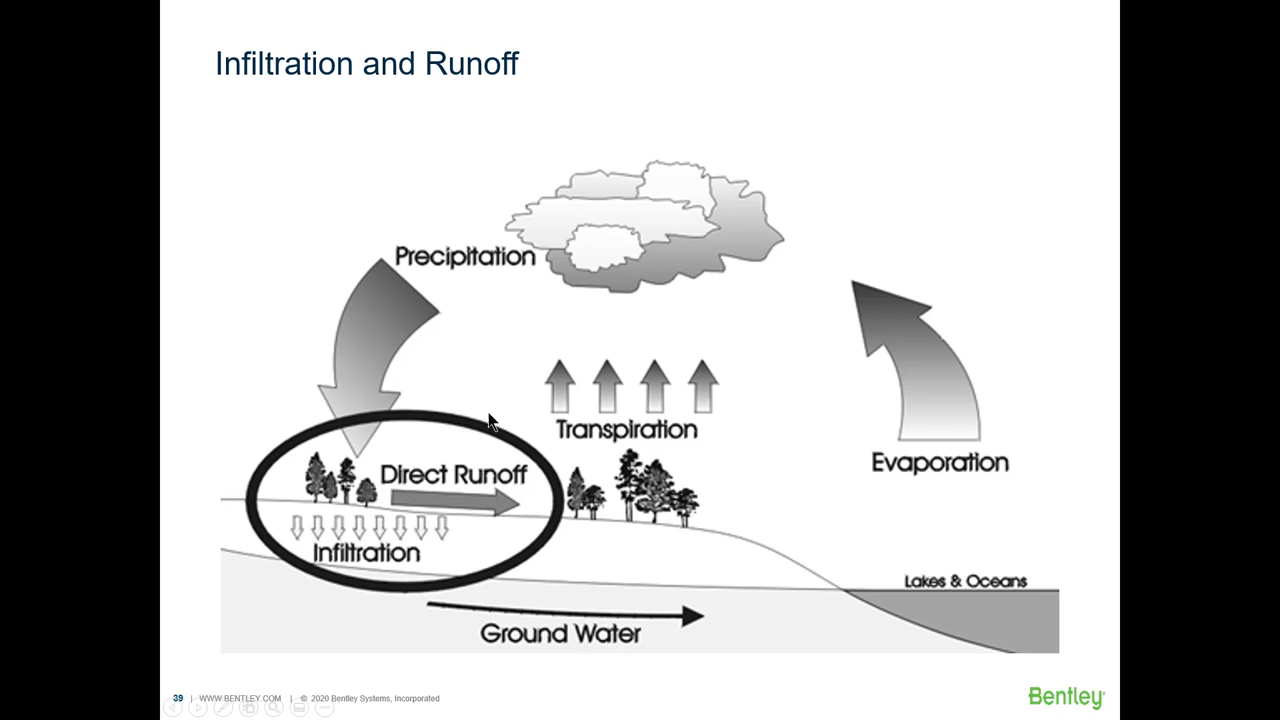 Infiltration and Runoff
Precipitation
Transpiration
Evaporation
Direct Runoff
Infiltration
Lakes & Oceans
Ground Water
39 | WWW.BENTLEY.COM | © 2020 Bentley Systems, Incorporated
Bentley